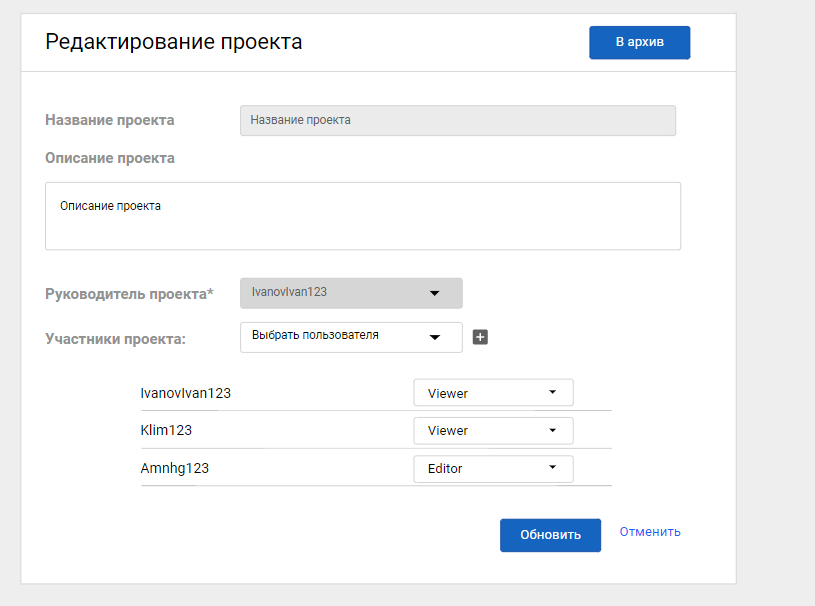 Редактирование проекта
В архив
Название проекта
Название проекта
Описание проекта
Описание проекта
Руководитель проекта*
IvanovIvan123
Участники проекта:
Выбрать пользователя
IvanovIvan123
Viewer
Klim123
Viewer
Amnhg123
Editor
Обновить
Отменить